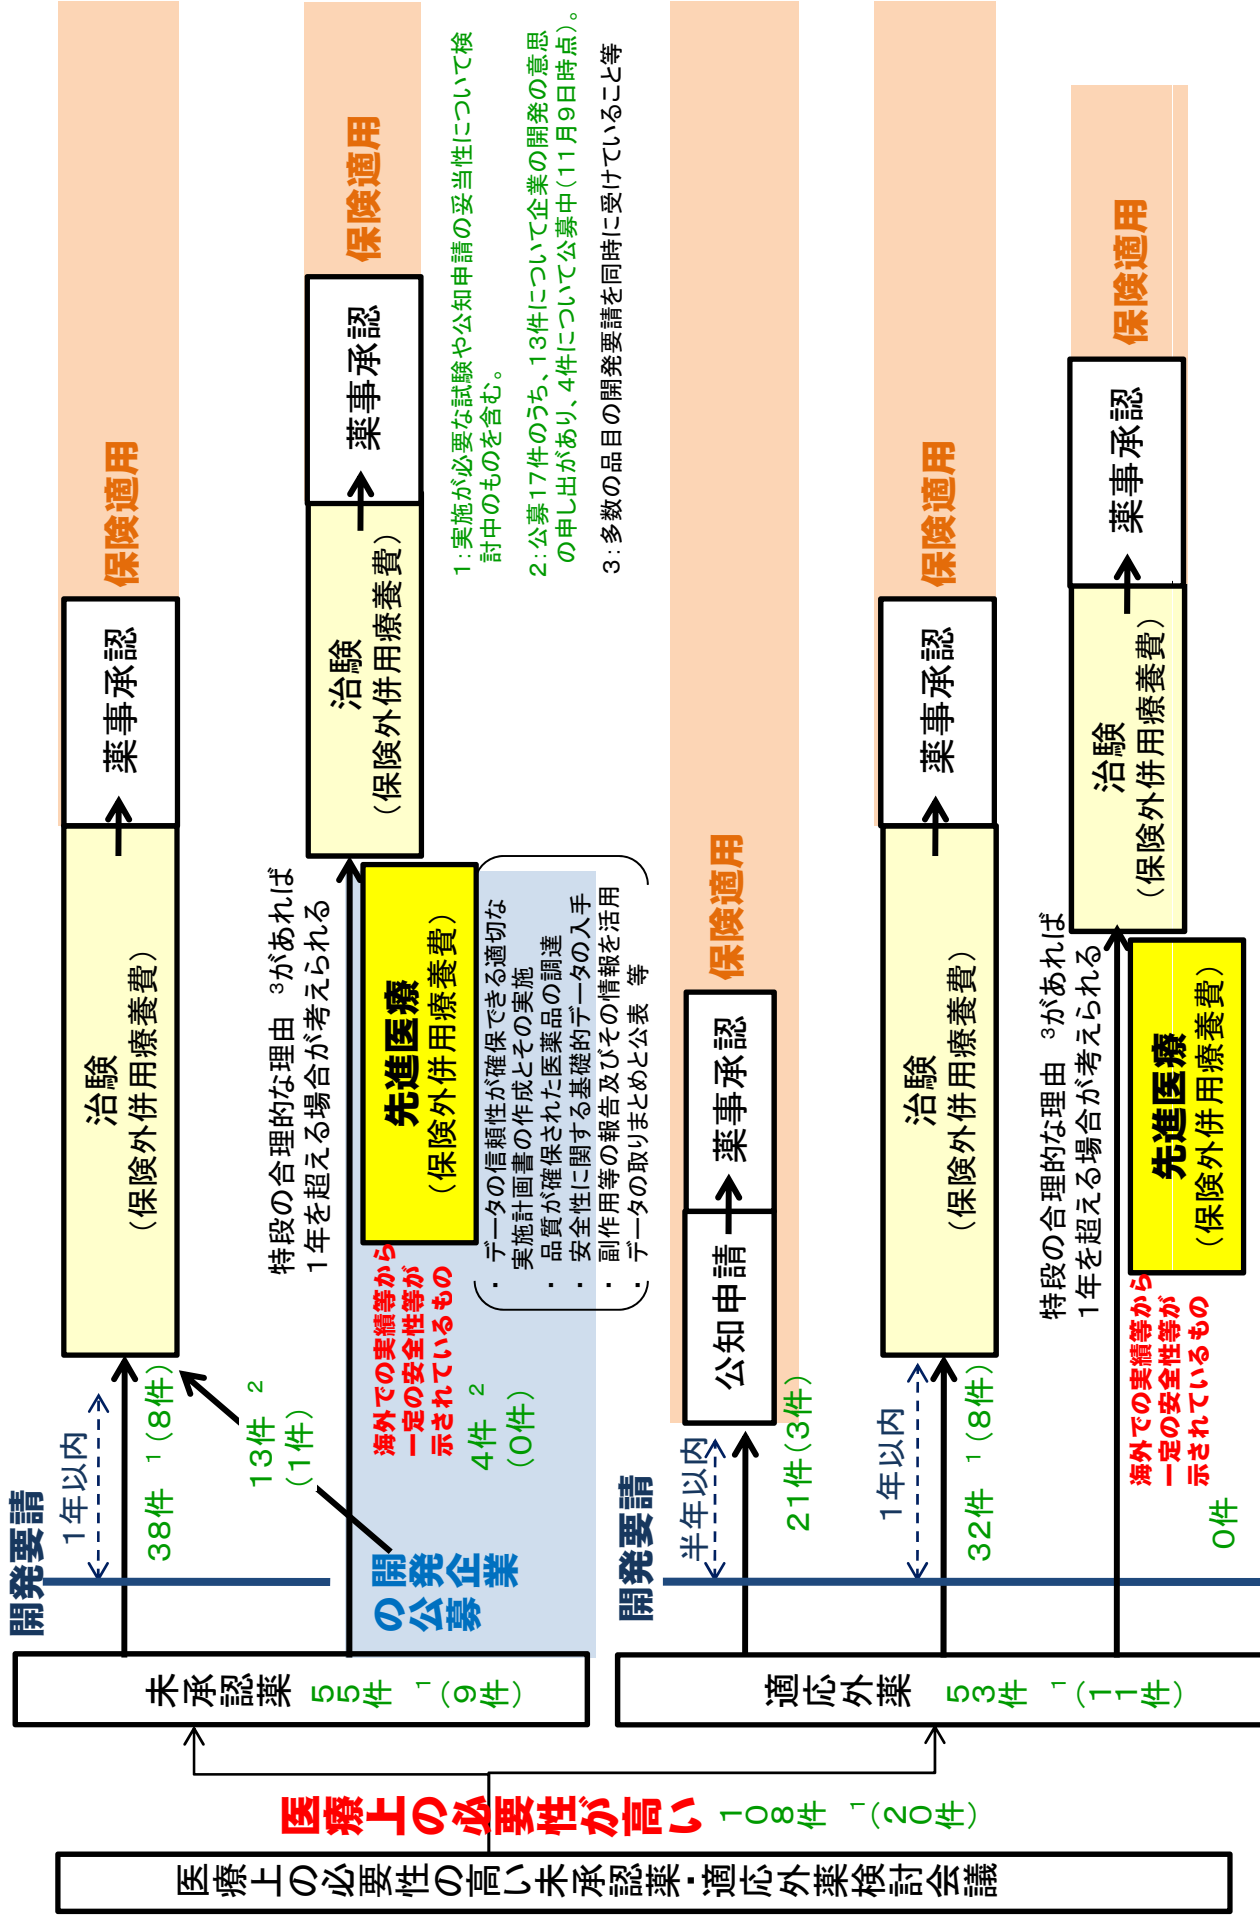 医療上の必要性の高い未承認薬・適応外薬検討会議
医療上の必要性が高い 108件 1(20件)
未承認薬 55件 1(9件)
開発要請
1年以内
38件 1(8件)
治験
(保険外併用療養費)
薬事承認
保険適用
開発企業
の公募
13件 2
(1件)
特段の合理的な理由 3があれば
1年を超える場合が考えられる
治験
(保険外併用療養費)
薬事承認
保険適用
海外での実績等から
一定の安全性等が
示されているもの
4件 2
(0件)
先進医療
(保険外併用療養費)
・ データの信頼性が確保できる適切な
実施計画書の作成とその実施
・ 品質が確保された医薬品の調達
・ 安全性に関する基礎的データの入手
・ 副作用等の報告及びその情報を活用
・ データの取りまとめと公表 等
1:実施が必要な試験や公知申請の妥当性について検
討中のものを含む。
2:公募17件のうち、13件について企業の開発の意思
の申し出があり、4件について公募中(11月9日時点)。
3:多数の品目の開発要請を同時に受けていること等
適応外薬 53件 1(11件)
開発要請
半年以内
21件(3件)
公知申請
薬事承認
保険適用
1年以内
32件 1(8件)
治験
(保険外併用療養費)
薬事承認
保険適用
特段の合理的な理由 3があれば
1年を超える場合が考えられる
治験
(保険外併用療養費)
薬事承認
保険適用
海外での実績等から
一定の安全性等が
示されているもの
0件
先進医療
(保険外併用療養費)